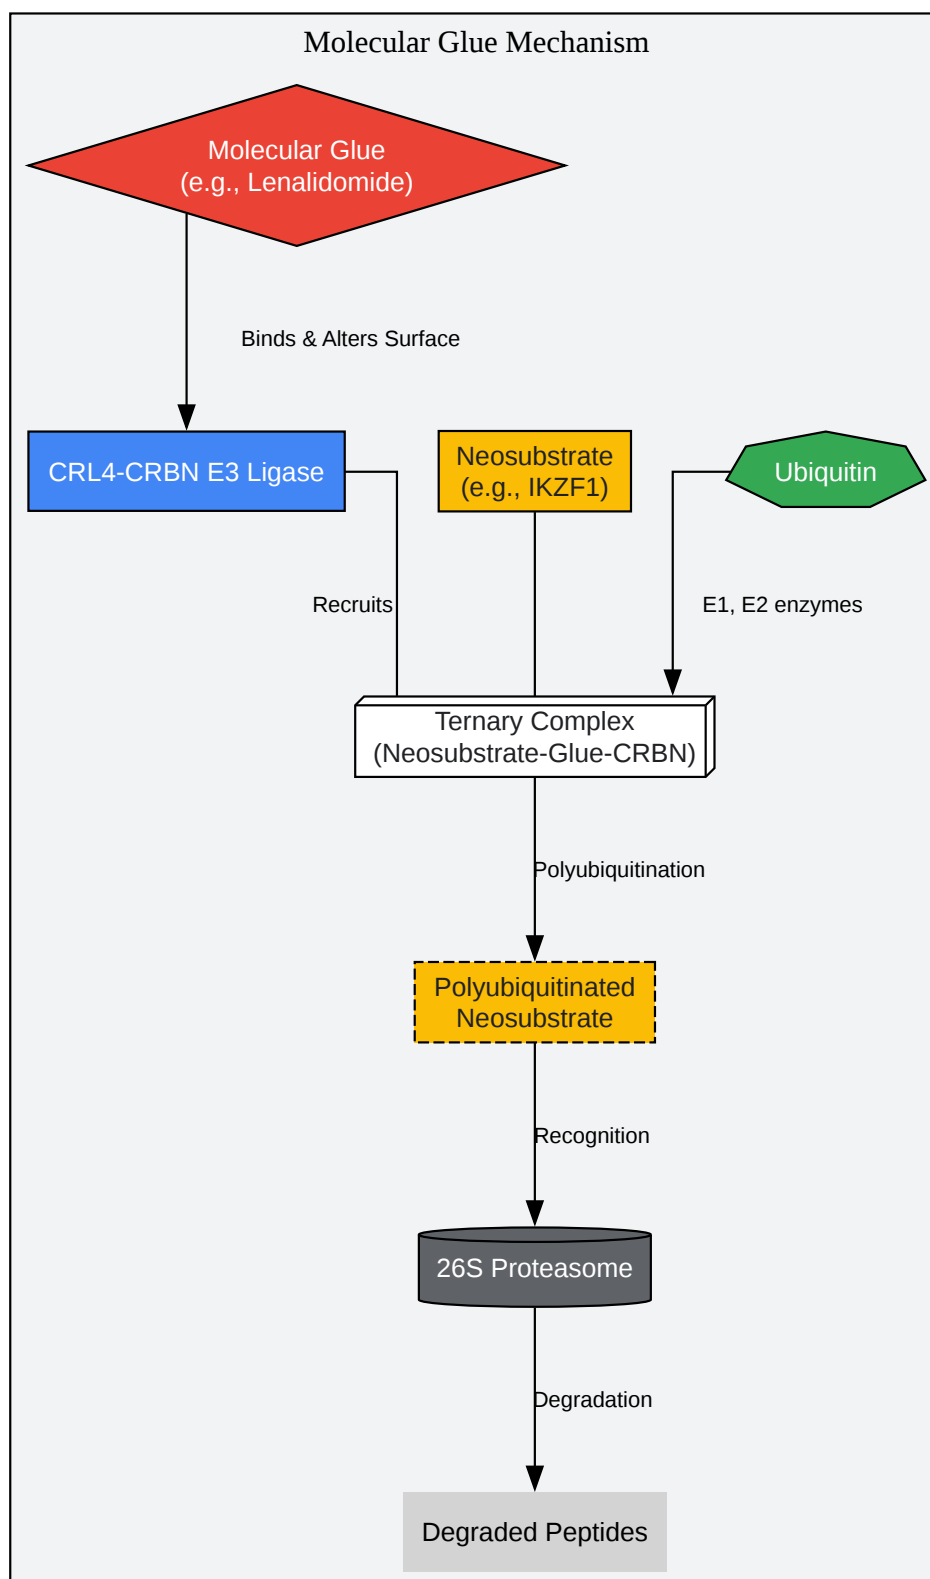 Molecular Glue Mechanism
Molecular Glue
(e.g., Lenalidomide)
Binds & Alters Surface
CRL4-CRBN E3 Ligase
Neosubstrate
(e.g., IKZF1)
Ubiquitin
Recruits
E1, E2 enzymes
Ternary Complex
(Neosubstrate-Glue-CRBN)
Polyubiquitination
Polyubiquitinated
Neosubstrate
Recognition
26S Proteasome
Degradation
Degraded Peptides